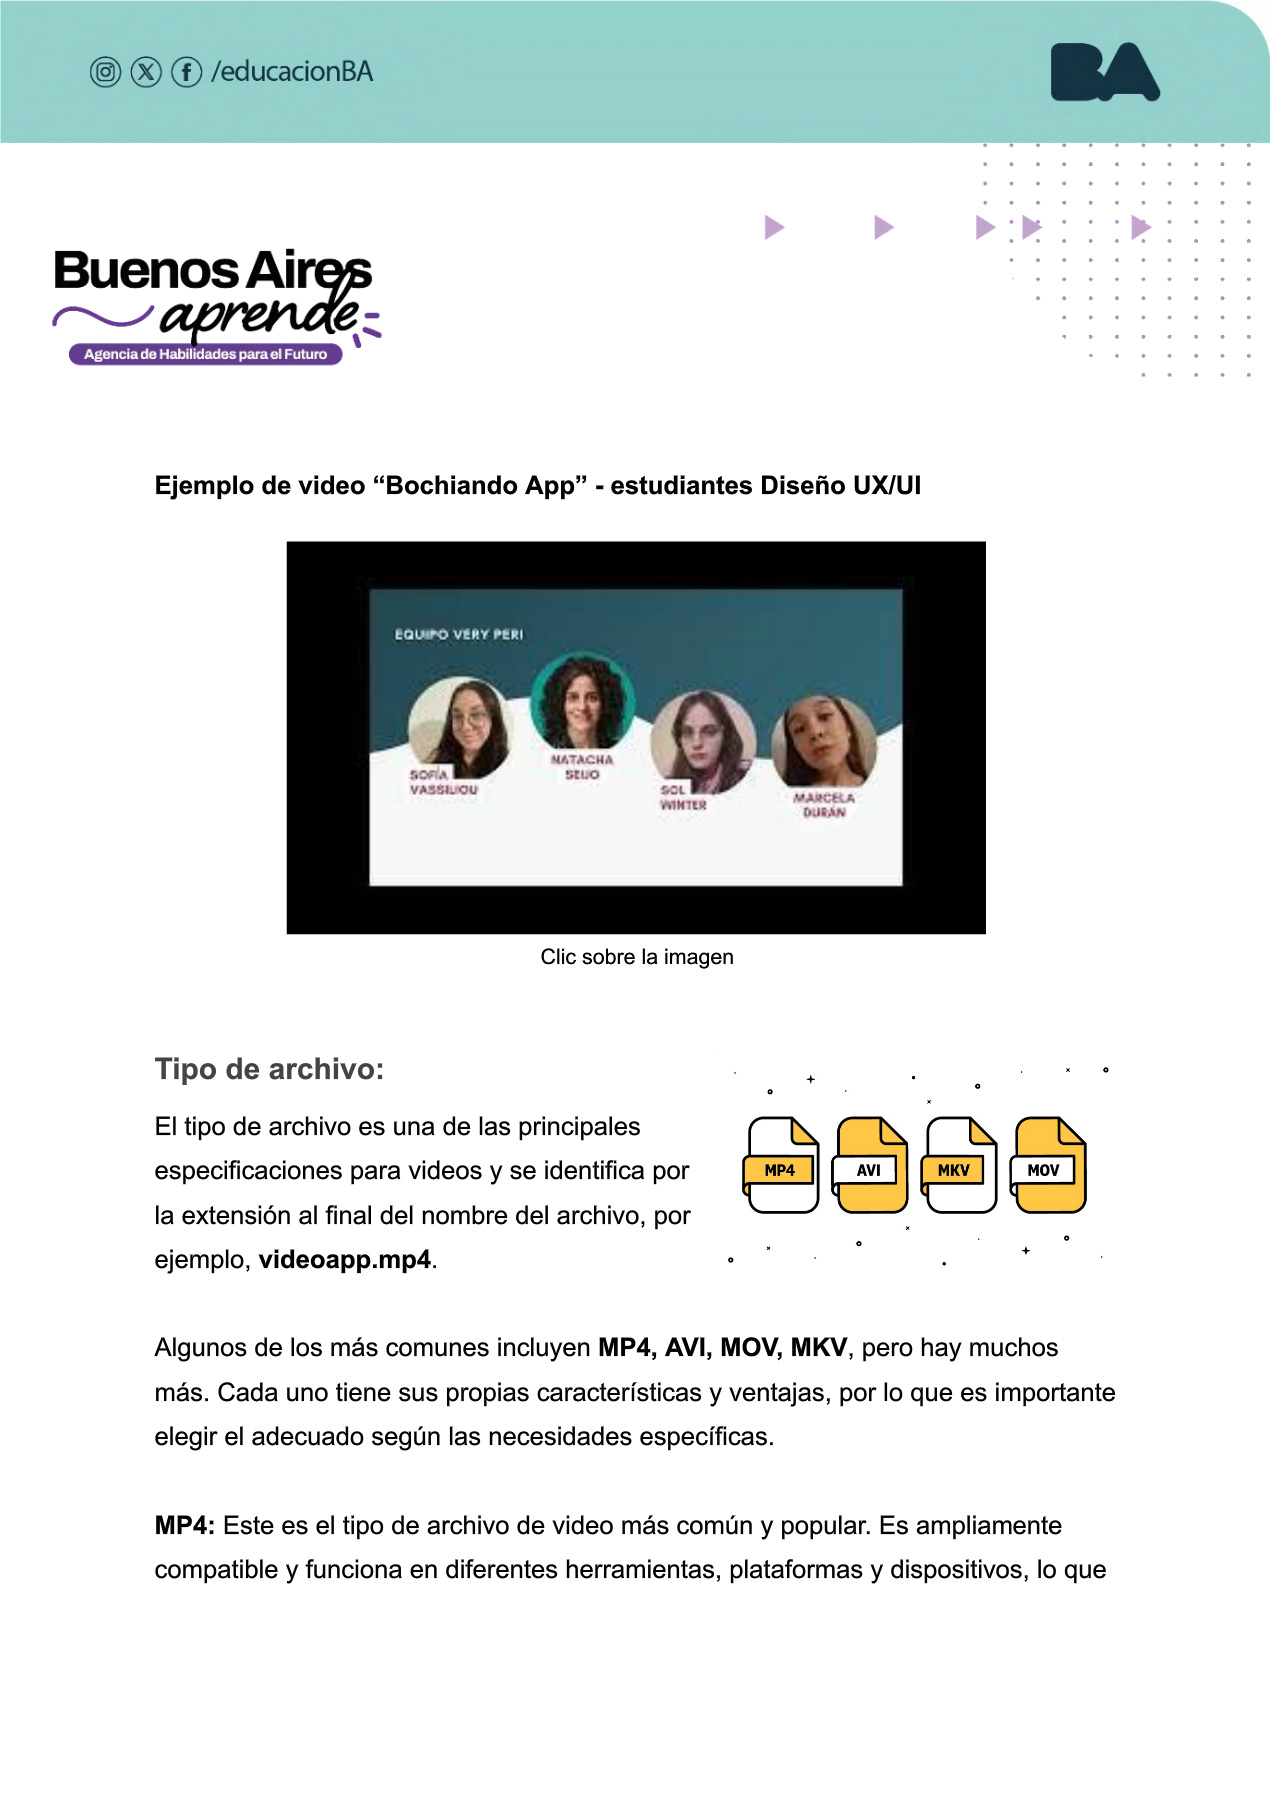 /educacionBA
BA
Buenos Aires
aprende
Agencia de Habilidades para el Futuro
Ejemplo de video “Bochiando App” - estudiantes Diseño UX/UI
EQUIPO VERY PERI
SOFÍA
VASSILIOU
NATACHA
SEIJO
SOL
WINTER
MARCELA
DURÁN
Clic sobre la imagen
Tipo de archivo:
El tipo de archivo es una de las principales
especificaciones para videos y se identifica por
la extensión al final del nombre del archivo, por
ejemplo, videoapp.mp4.
MP4
AVI
MKV
MOV
Algunos de los más comunes incluyen MP4, AVI, MOV, MKV, pero hay muchos
más. Cada uno tiene sus propias características y ventajas, por lo que es importante
elegir el adecuado según las necesidades específicas.
MP4: Este es el tipo de archivo de video más común y popular. Es ampliamente
compatible y funciona en diferentes herramientas, plataformas y dispositivos, lo que